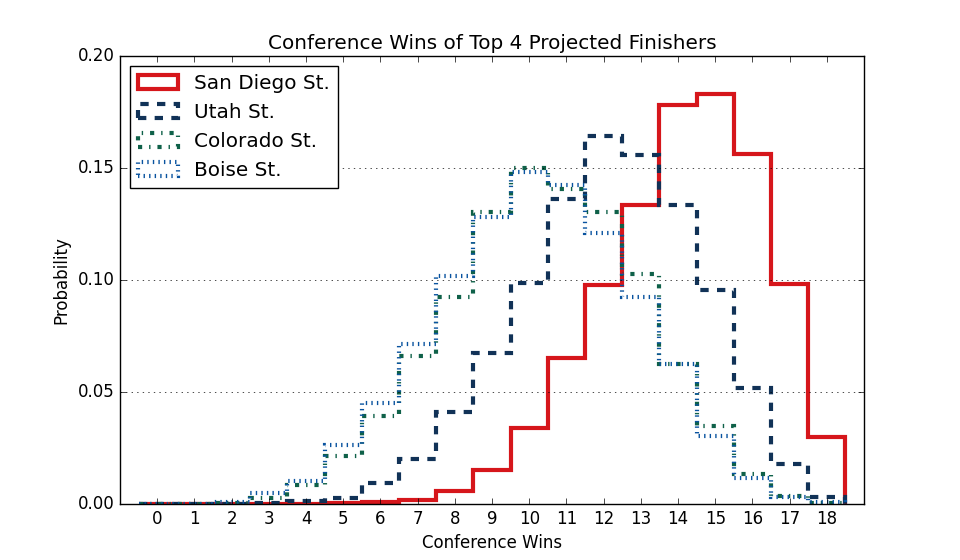 Conference Wins of Top 4 Projected Finishers
0.20
0.15
0.10
0.05
0.00
Probability
San Diego St.
Utah St.
Colorado St.
Boise St.
0 1 2 3 4 5 6 7 8 9 10 11 12 13 14 15 16 17 18
Conference Wins